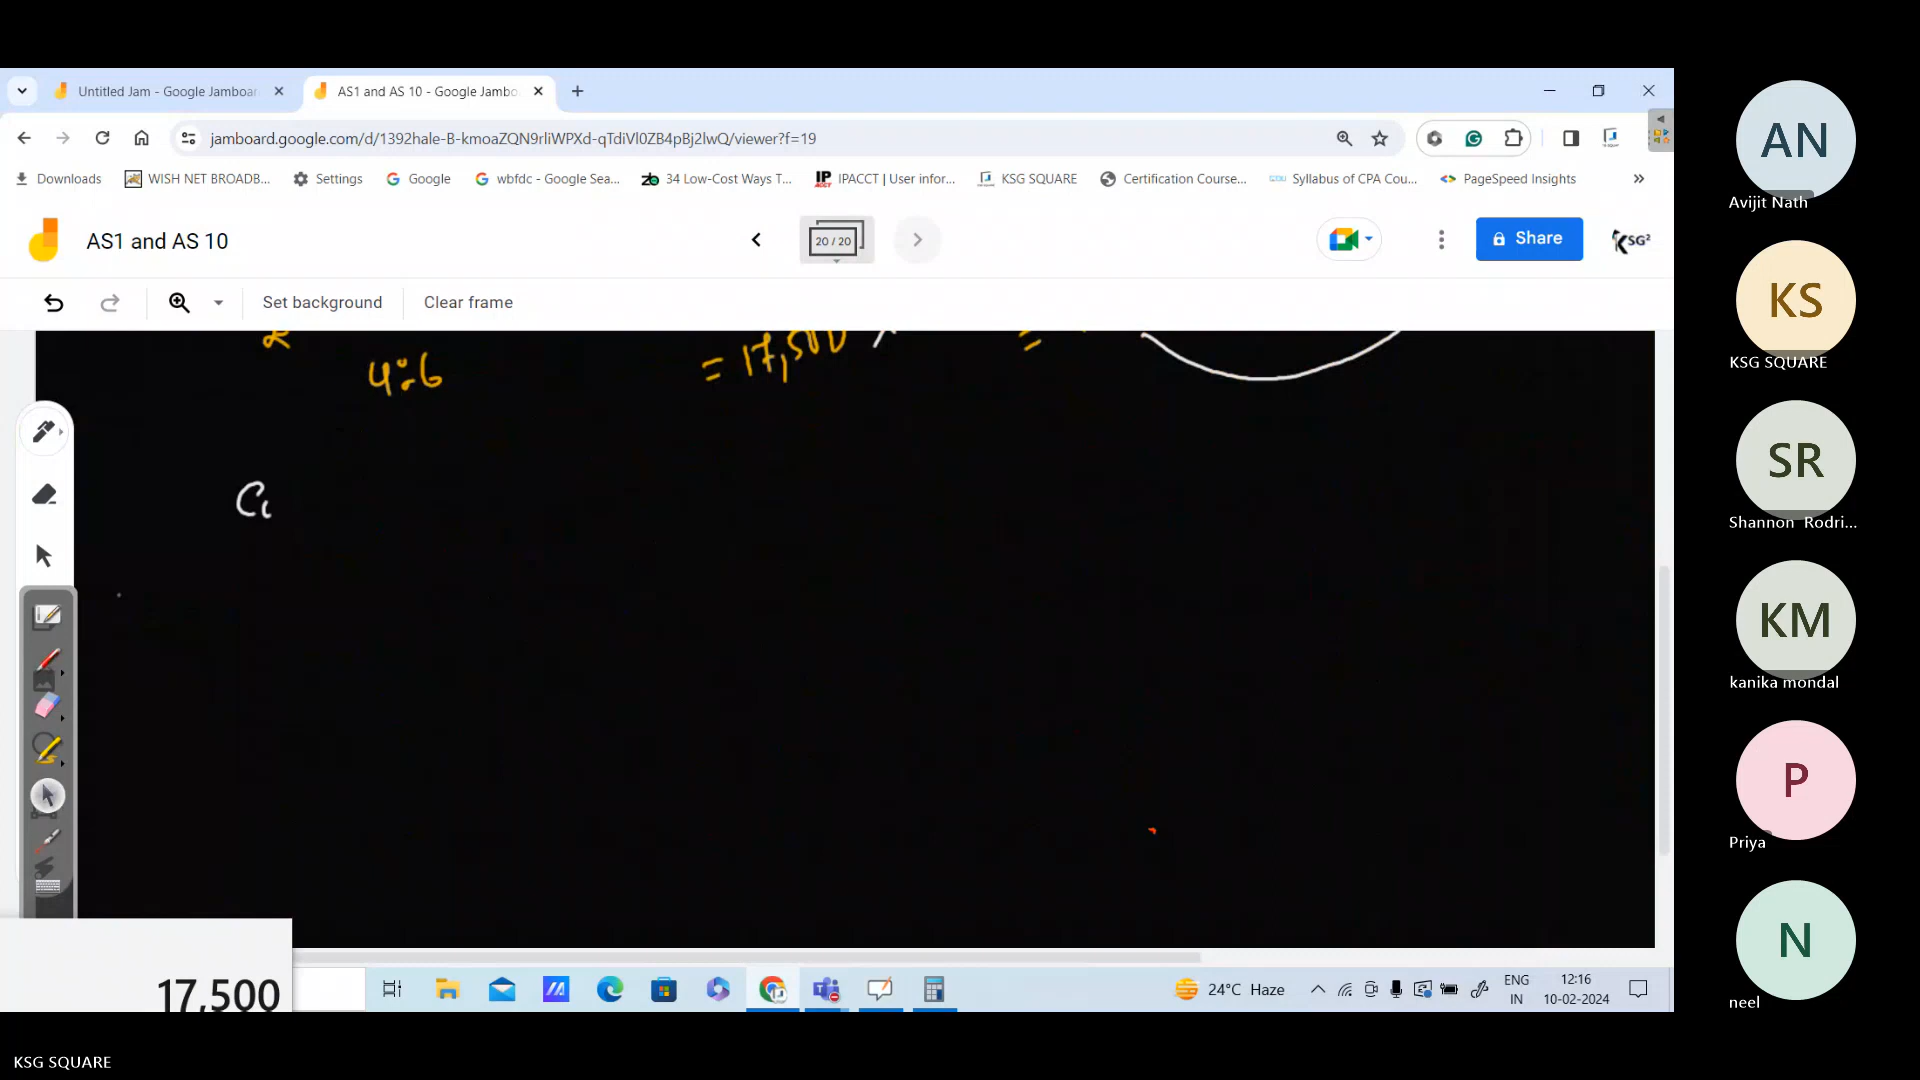 Untitled Jam - Google Jamboar
AS1 and AS 10 - Google Jambo
jamboard.google.com/d/1392hale-B-kmoaZQN9rliWPXd-qTdiVl0ZB4pBj2lwQ/viewer?f=19
Downloads WISH NET BROADB... Settings Google wbfdc - Google Sea... 34 Low-Cost Ways T... IPACCT | User infor... KSG SQUARE Certification Course... Syllabus of CPA Cou... PageSpeed Insights
AS1 and AS 10
20 / 20
Share
KSG²
Set background
Clear frame
4:6
= 17,500
=
17,500
24°C Haze
ENG
IN
12:16
10-02-2024
AN
Avijit Nath
KS
KSG SQUARE
SR
Shannon Rodri...
KM
kanika mondal
P
Priya
N
neel
KSG SQUARE